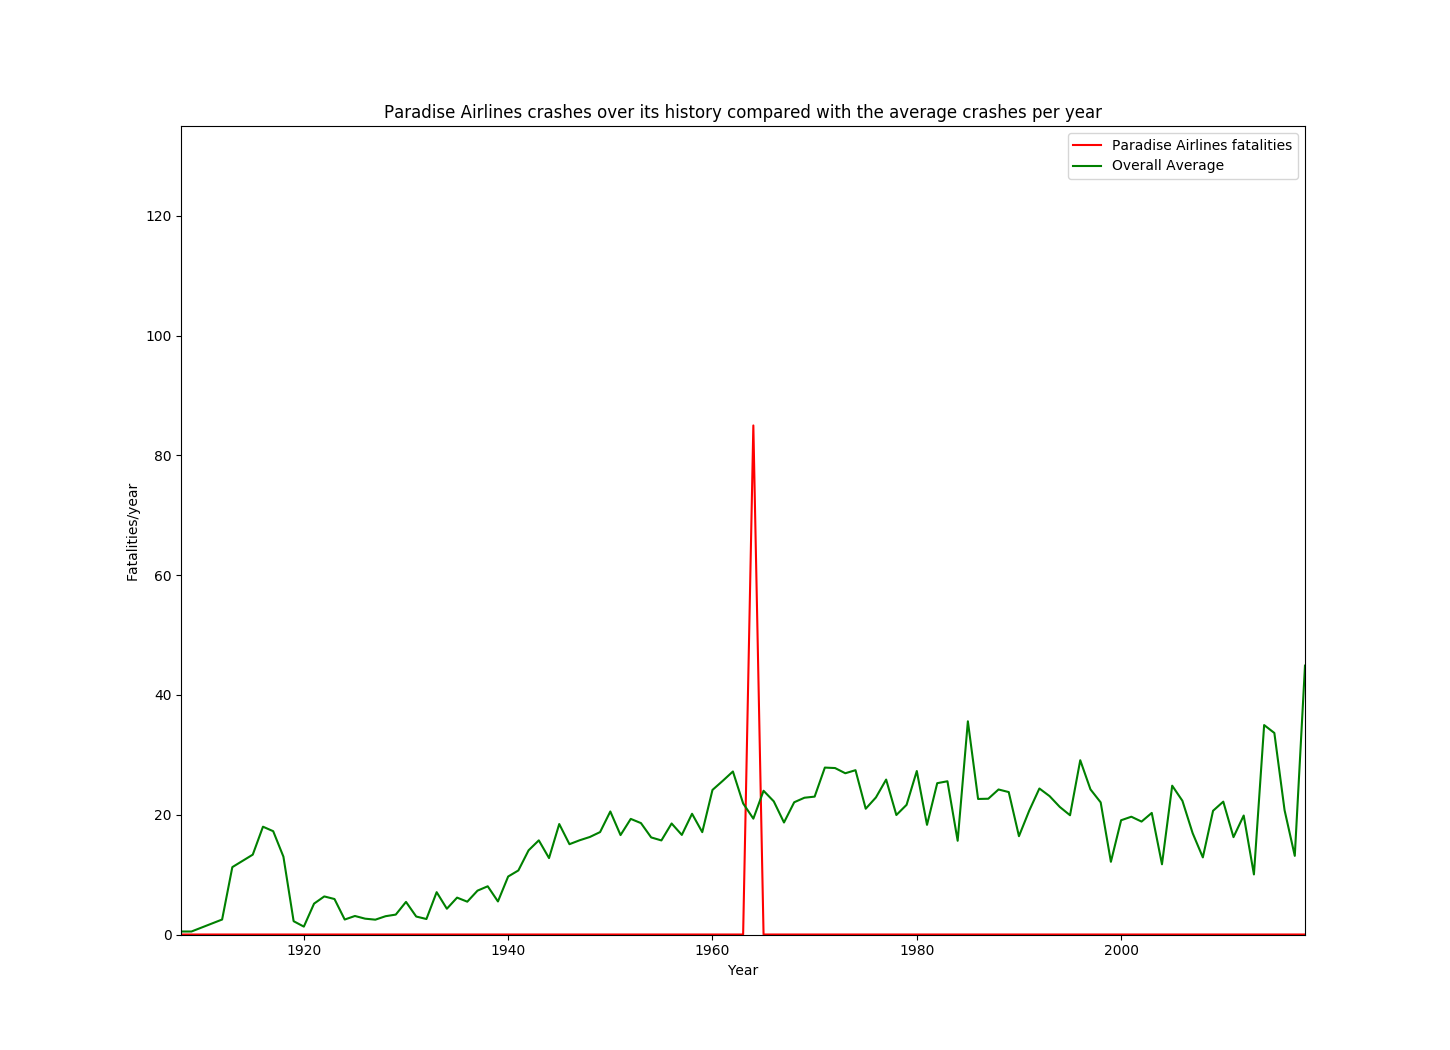 Paradise Airlines crashes over its history compared with the average crashes per year
Paradise Airlines fatalities
Overall Average
120
100
80
60
40
20
0
Fatalities/year
1920 1940 1960 1980 2000
Year